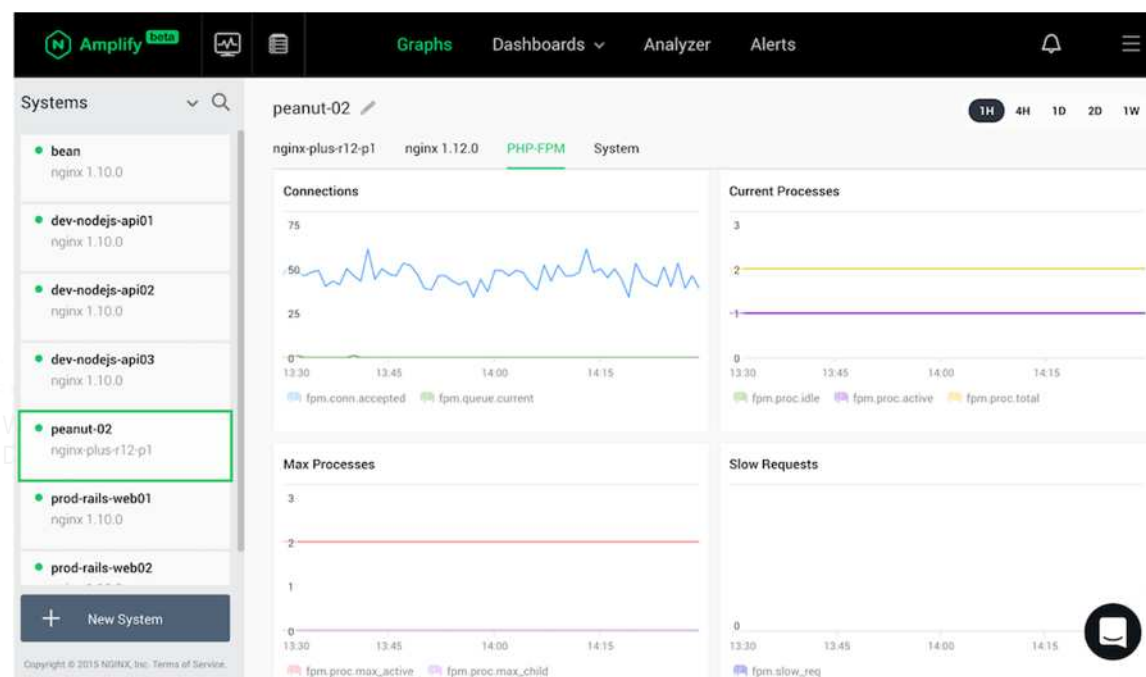 Amplify beta
Graphs Dashboards Analyzer Alerts
Systems
bean
nginx 1.10.0
dev-nodejs-api01
nginx 1.10.0
dev-nodejs-api02
nginx 1.10.0
dev-nodejs-api03
nginx 1.10.0
peanut-02
nginx-plus-r12-p1
prod-rails-web01
nginx 1.10.0
prod-rails-web02
+ New System
Copyright © 2015 NGINX, Inc. Terms of Service.
peanut-02
1H 4H 1D 2D 1W
nginx-plus-r12-p1 nginx 1.12.0 PHP-FPM System
Connections
75
50
25
0
13:30 13:45 14:00 14:15
fpm.conn.accepted fpm.queue.current
Current Processes
3
2
1
0
13:30 13:45 14:00 14:15
fpm.proc.idle fpm.proc.active fpm.proc.total
Max Processes
3
2
1
0
13:30 13:45 14:00 14:15
fpm.proc.max_active fpm.proc.max_child
Slow Requests
0
13:30 13:45 14:00 14:15
fpm.slow_req